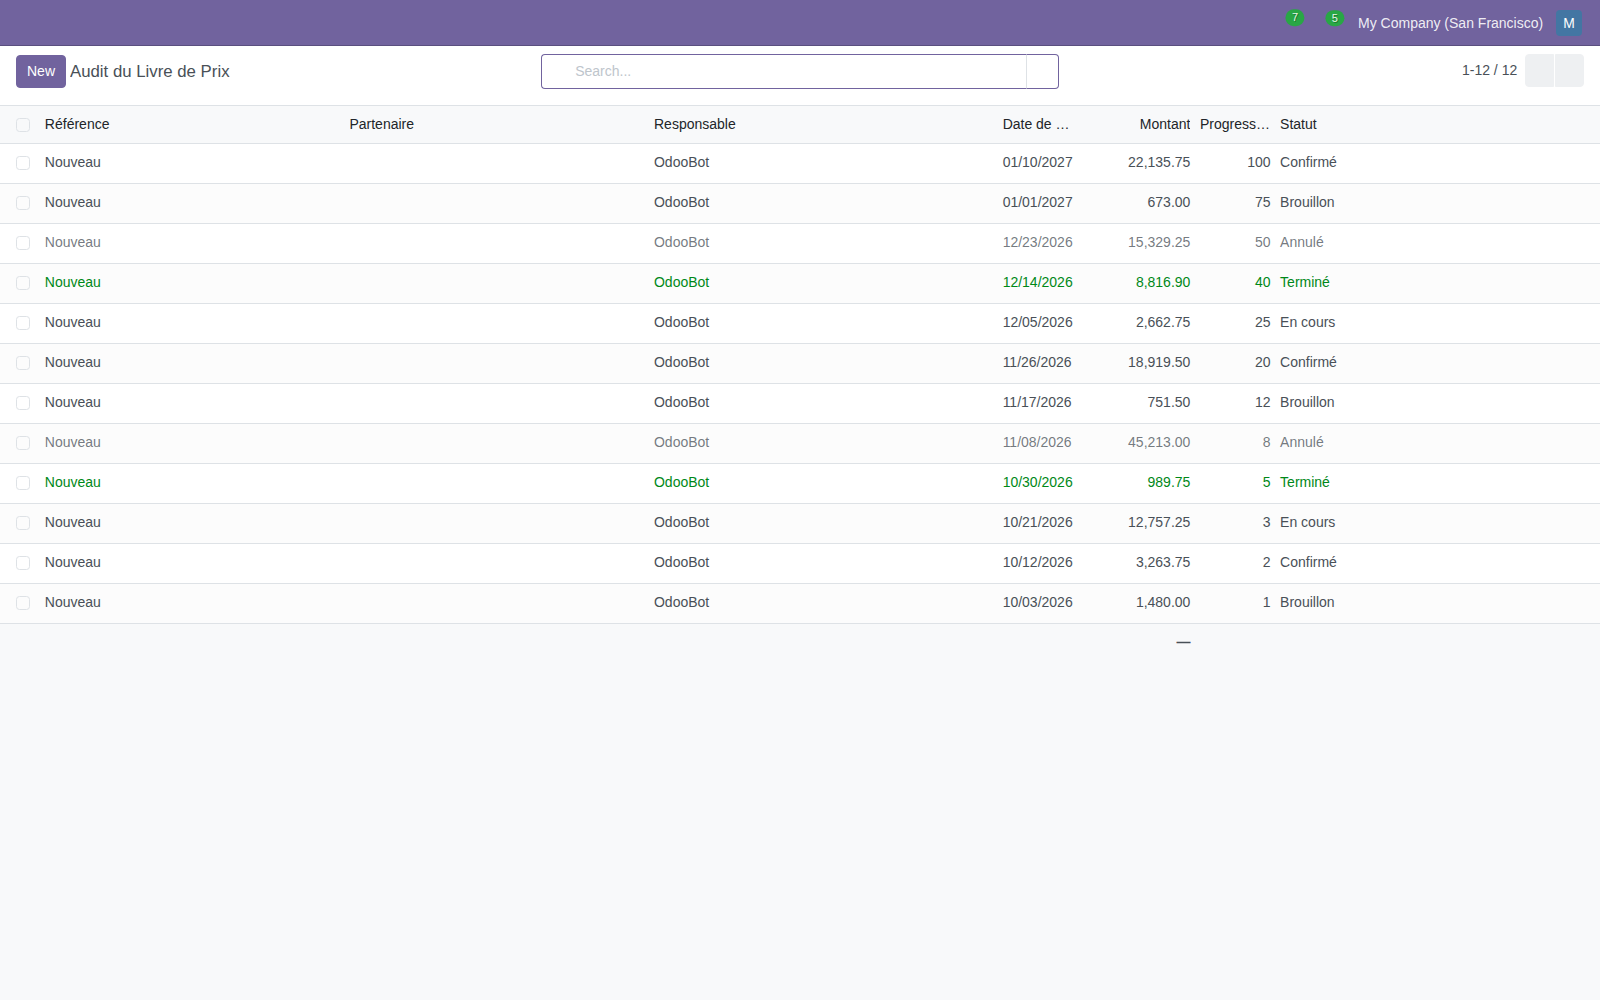 7 5 My Company (San Francisco) M
New Audit du Livre de Prix Search... 1-12 / 12
Référence Partenaire Responsable Date de … Montant Progress… Statut
Nouveau OdooBot 01/10/2027 22,135.75 100 Confirmé
Nouveau OdooBot 01/01/2027 673.00 75 Brouillon
Nouveau OdooBot 12/23/2026 15,329.25 50 Annulé
Nouveau OdooBot 12/14/2026 8,816.90 40 Terminé
Nouveau OdooBot 12/05/2026 2,662.75 25 En cours
Nouveau OdooBot 11/26/2026 18,919.50 20 Confirmé
Nouveau OdooBot 11/17/2026 751.50 12 Brouillon
Nouveau OdooBot 11/08/2026 45,213.00 8 Annulé
Nouveau OdooBot 10/30/2026 989.75 5 Terminé
Nouveau OdooBot 10/21/2026 12,757.25 3 En cours
Nouveau OdooBot 10/12/2026 3,263.75 2 Confirmé
Nouveau OdooBot 10/03/2026 1,480.00 1 Brouillon
—